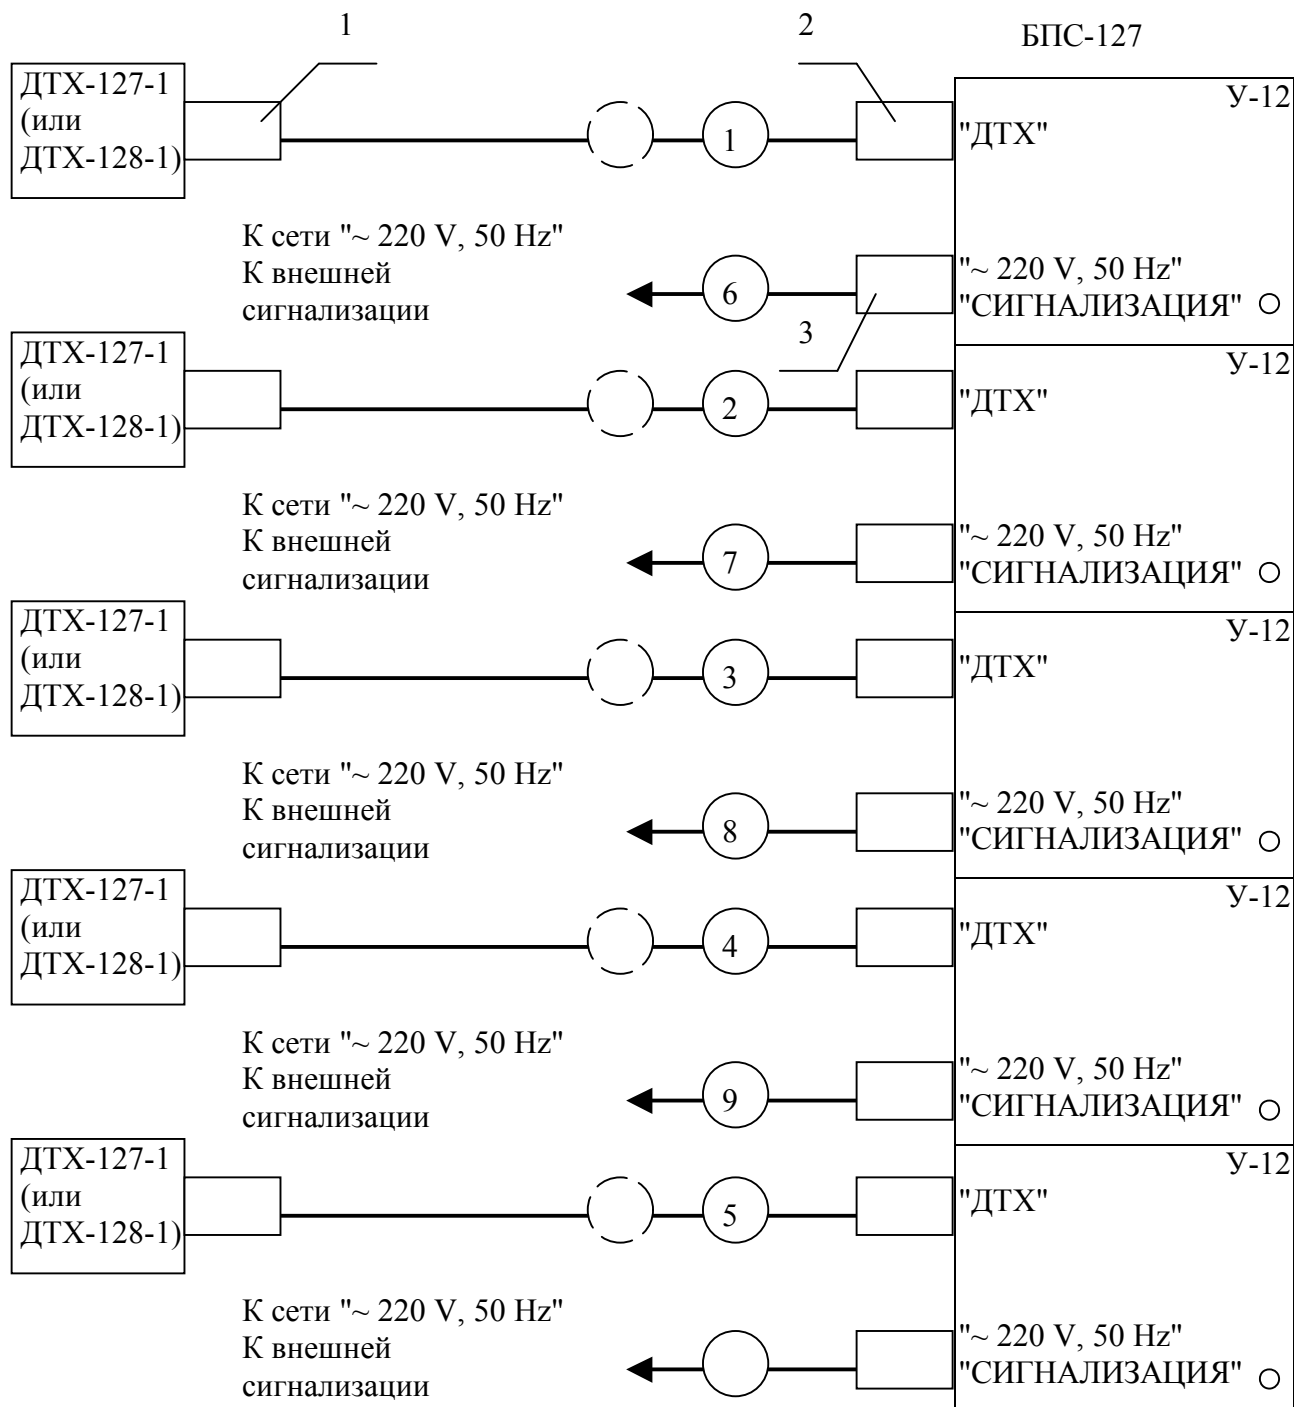 1
2
БПС-127
ДТХ-127-1
(или
ДТХ-128-1)
1
У-12
"ДТХ"
К сети "~ 220 V, 50 Hz"
К внешней
сигнализации
6
"~ 220 V, 50 Hz"
"СИГНАЛИЗАЦИЯ"
3
ДТХ-127-1
(или
ДТХ-128-1)
2
У-12
"ДТХ"
К сети "~ 220 V, 50 Hz"
К внешней
сигнализации
7
"~ 220 V, 50 Hz"
"СИГНАЛИЗАЦИЯ"
ДТХ-127-1
(или
ДТХ-128-1)
3
У-12
"ДТХ"
К сети "~ 220 V, 50 Hz"
К внешней
сигнализации
8
"~ 220 V, 50 Hz"
"СИГНАЛИЗАЦИЯ"
ДТХ-127-1
(или
ДТХ-128-1)
4
У-12
"ДТХ"
К сети "~ 220 V, 50 Hz"
К внешней
сигнализации
9
"~ 220 V, 50 Hz"
"СИГНАЛИЗАЦИЯ"
ДТХ-127-1
(или
ДТХ-128-1)
5
У-12
"ДТХ"
К сети "~ 220 V, 50 Hz"
К внешней
сигнализации
"~ 220 V, 50 Hz"
"СИГНАЛИЗАЦИЯ"